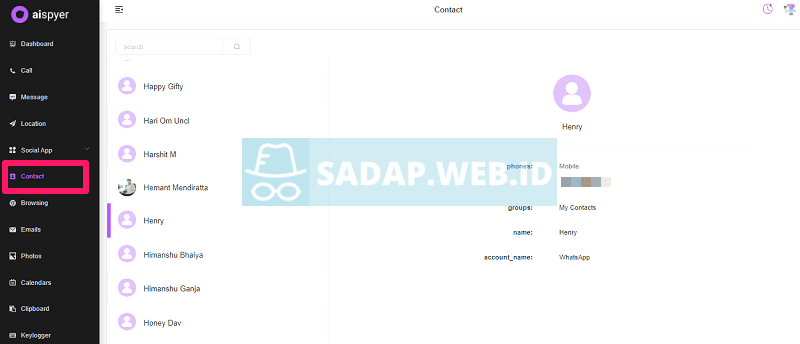 aispyer
Contact
Dashboard
Call
Message
Location
Social App
Contact
Browsing
Emails
Photos
Calendars
Clipboard
Keylogger
search
Happy Gifty
Hari Om Uncl
Harshit M
Hemant Mendiratta
Henry
Himanshu Bhaiya
Himanshu Ganja
Honey Dav
Henry
phones: Mobile
groups: My Contacts
name: Henry
account_name: WhatsApp
SADAP.WEB.ID